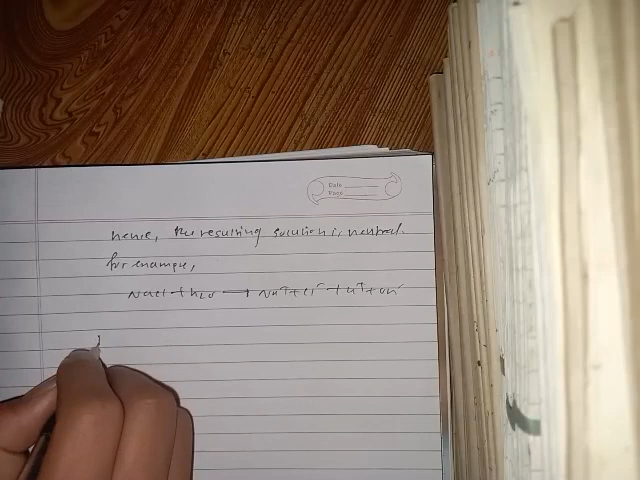 Date
Page
hence, the resulting solution is neutral.
for example,
NaCl + H2O → Na+ + Cl- + H+ + OH-